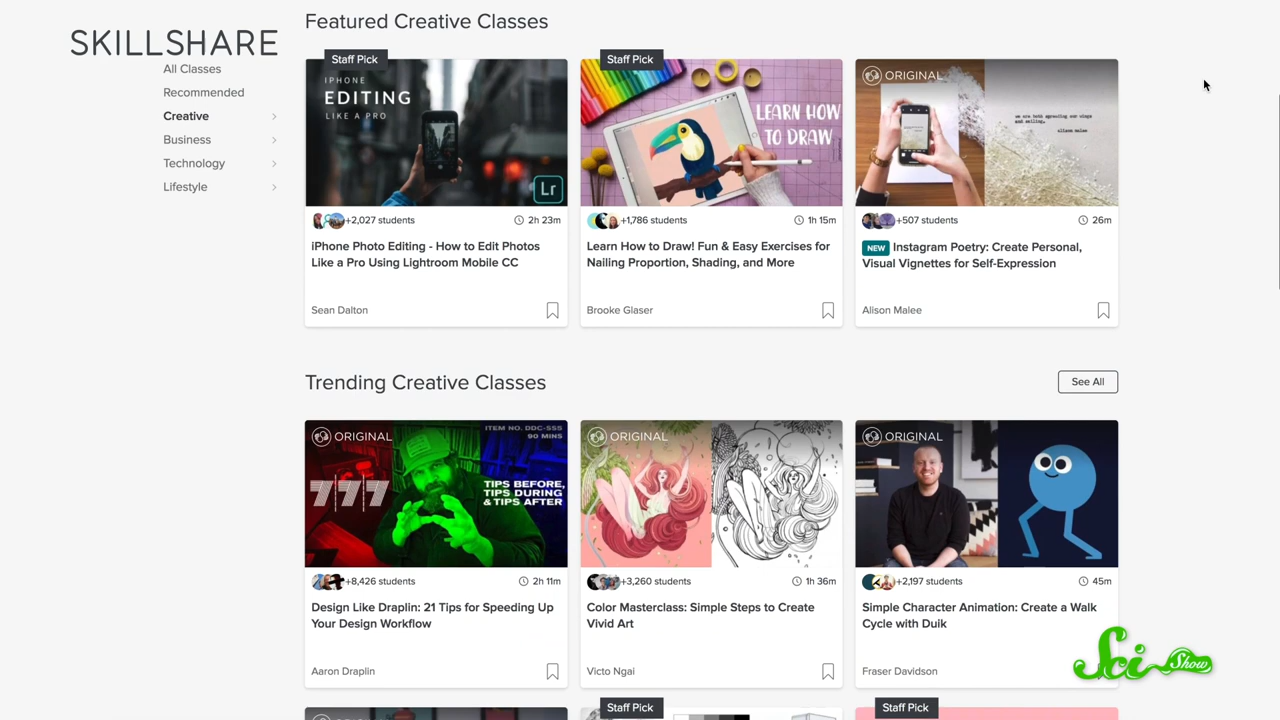 SKILLSHARE
All Classes
Recommended
Creative
Business
Technology
Lifestyle
Featured Creative Classes
Staff Pick
IPHONE
EDITING
LIKE A PRO
Lr
+2,027 students
2h 23m
iPhone Photo Editing - How to Edit Photos
Like a Pro Using Lightroom Mobile CC
Sean Dalton
Staff Pick
LEARN HOW
TO DRAW!
+1,786 students
1h 15m
Learn How to Draw! Fun & Easy Exercises for
Nailing Proportion, Shading, and More
Brooke Glaser
ORIGINAL
+507 students
26m
NEW Instagram Poetry: Create Personal,
Visual Vignettes for Self-Expression
Alison Malee
Trending Creative Classes
See All
ORIGINAL
ITEM NO. DDC-555
90 MINS
777
TIPS BEFORE,
TIPS DURING
& TIPS AFTER
+8,426 students
2h 11m
Design Like Draplin: 21 Tips for Speeding Up
Your Design Workflow
Aaron Draplin
ORIGINAL
+3,260 students
1h 36m
Color Masterclass: Simple Steps to Create
Vivid Art
Victo Ngai
ORIGINAL
+2,197 students
45m
Simple Character Animation: Create a Walk
Cycle with Duik
Fraser Davidson
Sci Show
Staff Pick
Staff Pick